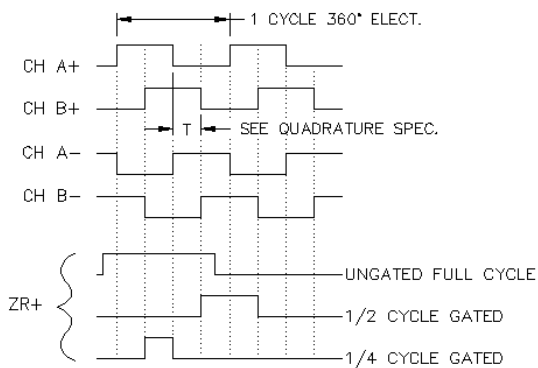 1 CYCLE 360° ELECT.
CH A+
CH B+
T
SEE QUADRATURE SPEC.
CH A−
CH B−
ZR+
UNGATED FULL CYCLE
1/2 CYCLE GATED
1/4 CYCLE GATED